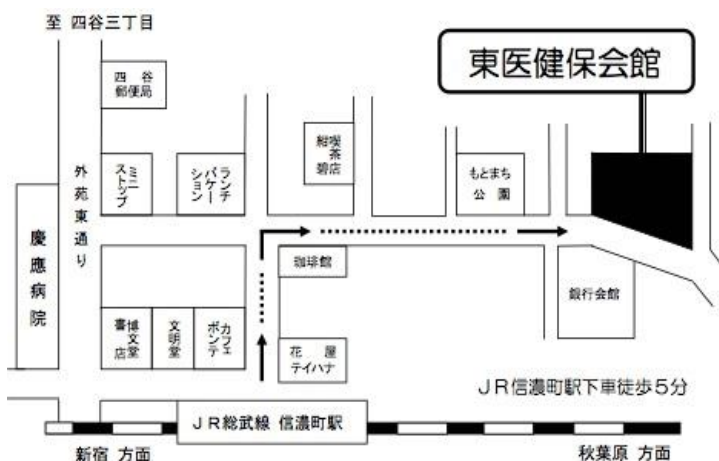 至 四谷三丁目
東医健保会館
四谷
郵便局
外苑東通り
ミニ
ストップ
ランチ
パケー
ション
喫茶店
紺碧
もとまち
公園
慶應病院
珈琲館
銀行会館
博文堂
書店
文明堂
カフェ
ボンテ
花屋
テイハナ
JR信濃町駅下車徒歩5分
JR総武線 信濃町駅
新宿 方面
秋葉原 方面